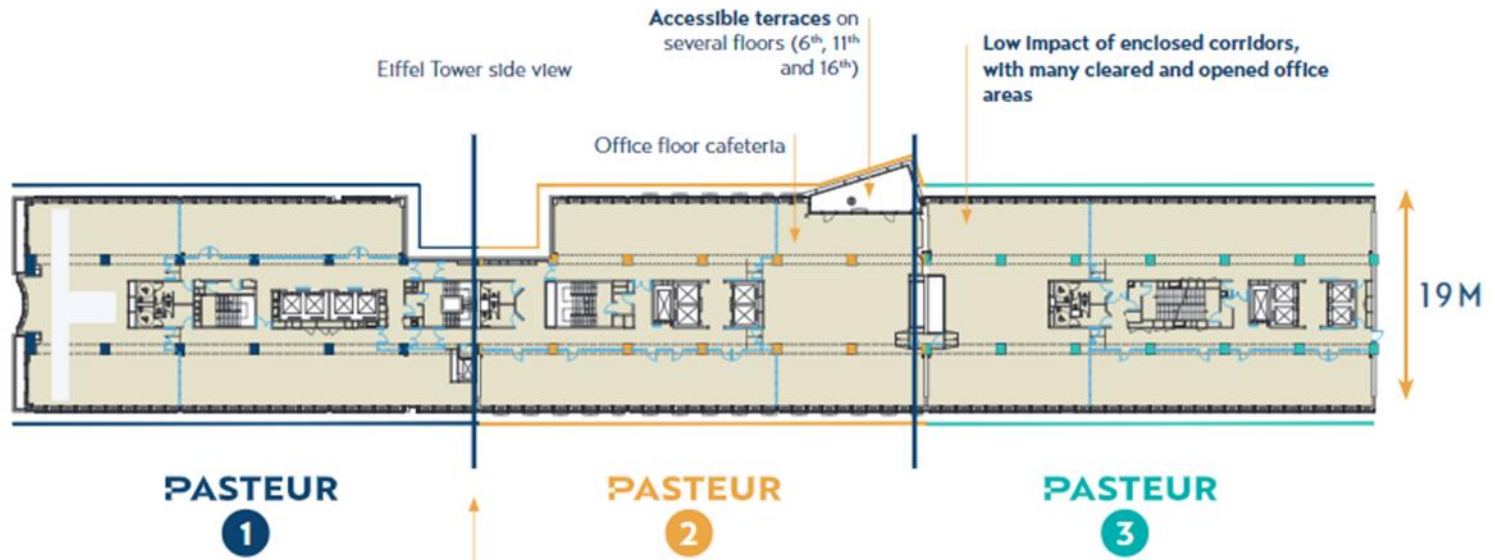 Accessible terraces on
several floors (6th, 11th
and 16th)
Low impact of enclosed corridors,
with many cleared and opened office
areas
Eiffel Tower side view
Office floor cafeteria
19 M
PASTEUR
1
PASTEUR
2
PASTEUR
3